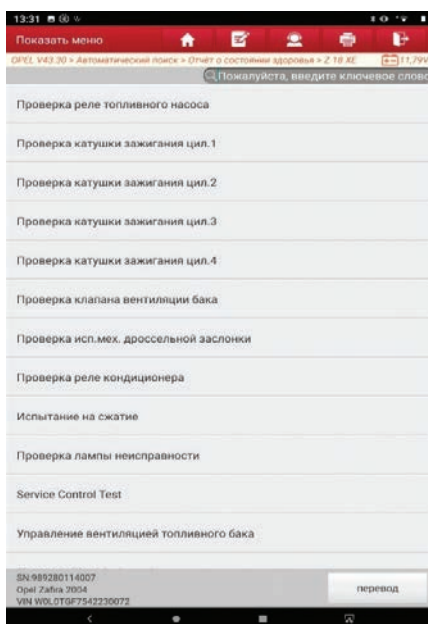 13:31
Показать меню
OPEL V43.30 > Автоматический поиск > Отчет о состоянии здоровья > Z 18 XE 11,79V
Пожалуйста, введите ключевое слово
Проверка реле топливного насоса
Проверка катушки зажигания цил.1
Проверка катушки зажигания цил.2
Проверка катушки зажигания цил.3
Проверка катушки зажигания цил.4
Проверка клапана вентиляции бака
Проверка исп.мех. дроссельной заслонки
Проверка реле кондиционера
Испытание на сжатие
Проверка лампы неисправности
Service Control Test
Управление вентиляцией топливного бака
SN:989280114007
Opel Zafira 2004
VIN W0L0TGF7542230072
перевод